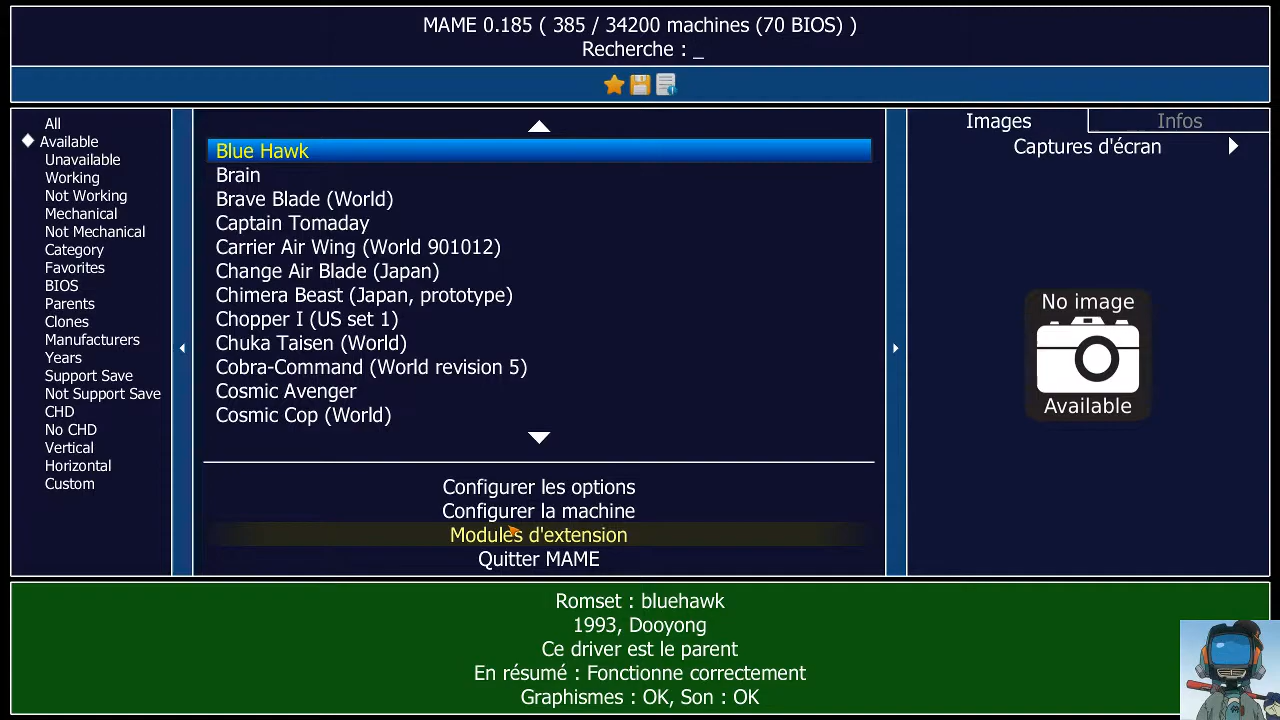 MAME 0.185 ( 385 / 34200 machines (70 BIOS) )
Recherche : _
All
Available
Unavailable
Working
Not Working
Mechanical
Not Mechanical
Category
Favorites
BIOS
Parents
Clones
Manufacturers
Years
Support Save
Not Support Save
CHD
No CHD
Vertical
Horizontal
Custom
Blue Hawk
Brain
Brave Blade (World)
Captain Tomaday
Carrier Air Wing (World 901012)
Change Air Blade (Japan)
Chimera Beast (Japan, prototype)
Chopper I (US set 1)
Chuka Taisen (World)
Cobra-Command (World revision 5)
Cosmic Avenger
Cosmic Cop (World)
Configurer les options
Configurer la machine
Modules d'extension
Quitter MAME
Images
Infos
Captures d'écran
No image
Available
Romset : bluehawk
1993, Dooyong
Ce driver est le parent
En résumé : Fonctionne correctement
Graphismes : OK, Son : OK